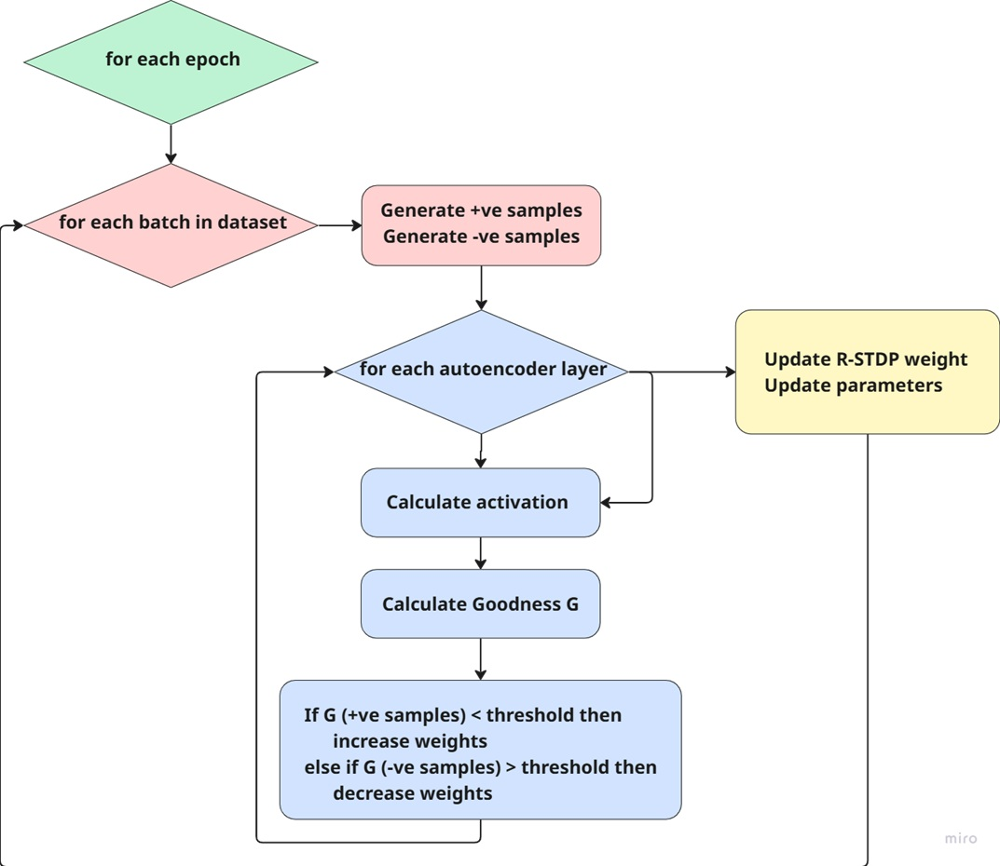 for each epoch
for each batch in dataset
Generate +ve samples
Generate -ve samples
for each autoencoder layer
Update R-STDP weight
Update parameters
Calculate activation
Calculate Goodness G
If G (+ve samples) < threshold then
increase weights
else if G (-ve samples) > threshold then
decrease weights
miro